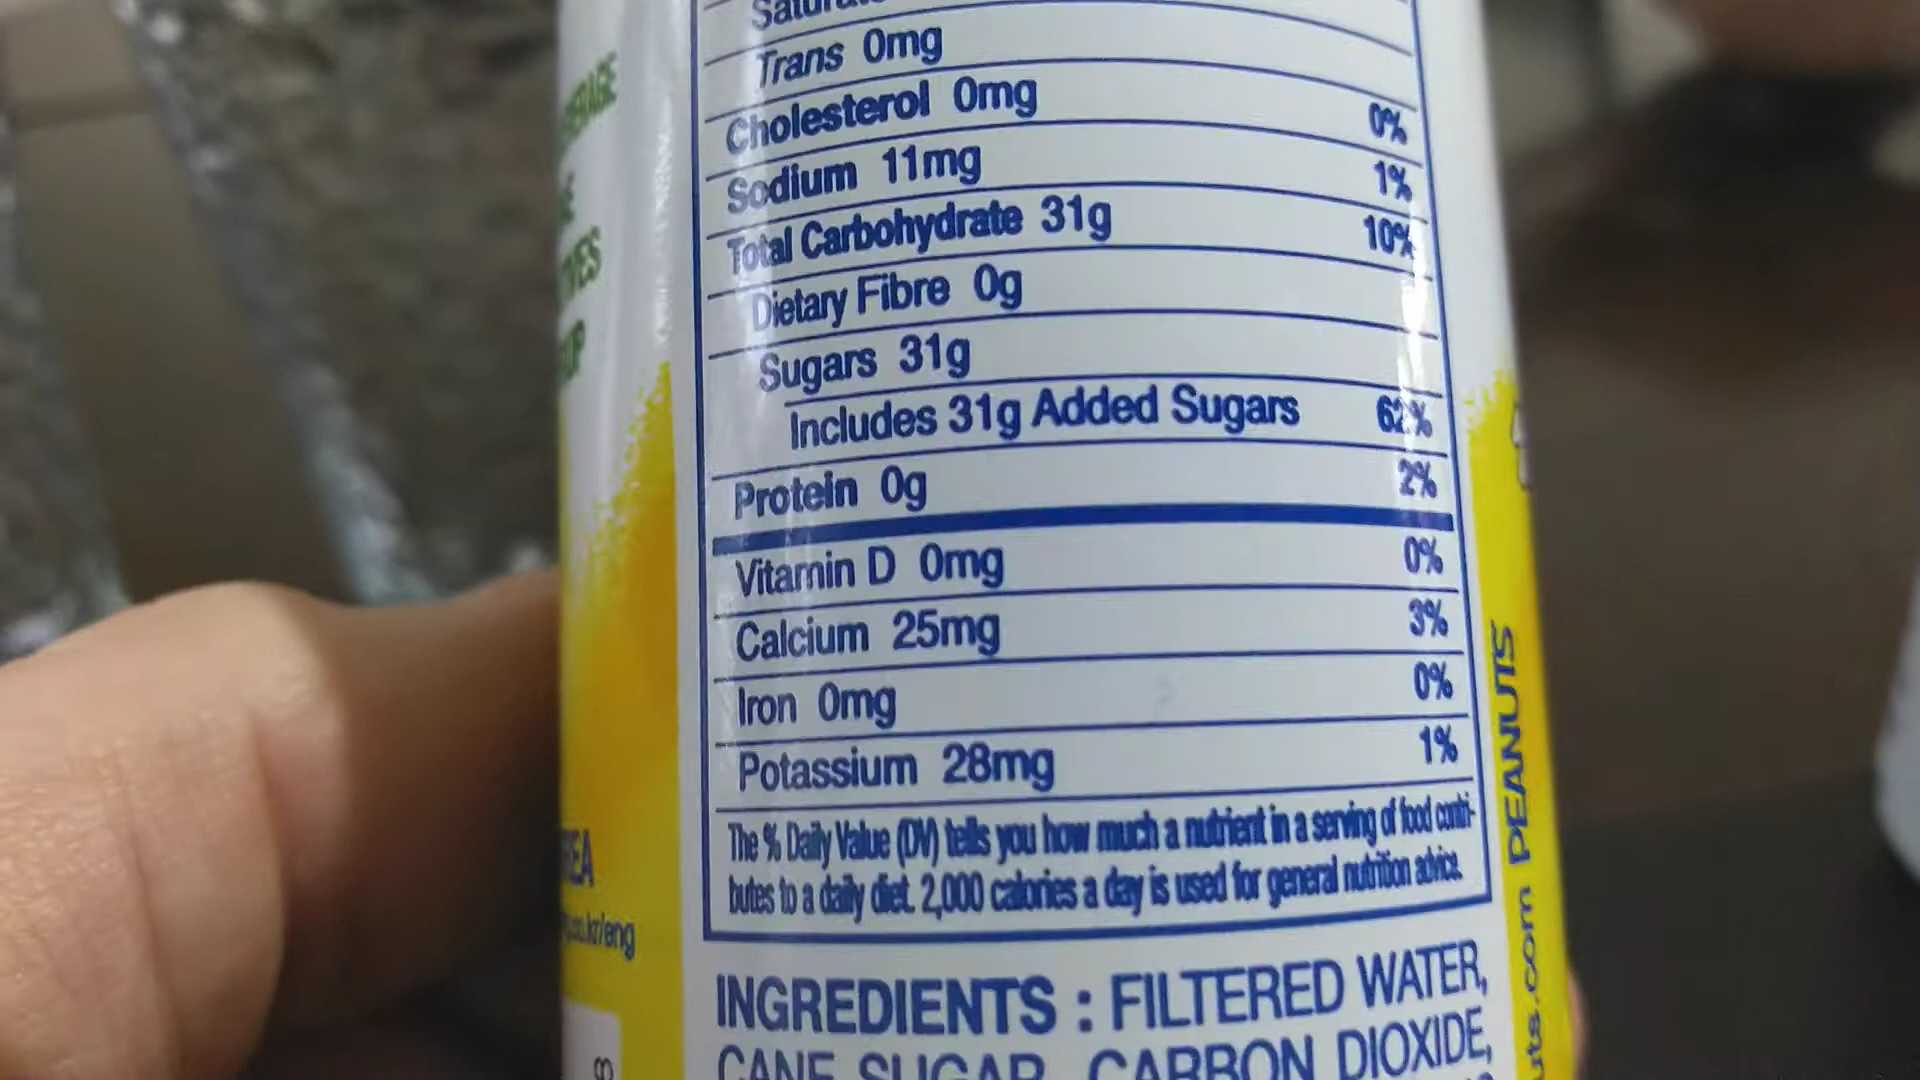 Trans 0mg
Cholesterol 0mg 0%
Sodium 11mg 1%
Total Carbohydrate 31g 10%
Dietary Fibre 0g
Sugars 31g
Includes 31g Added Sugars 62%
Protein 0g 2%
Vitamin D 0mg 0%
Calcium 25mg 3%
Iron 0mg 0%
Potassium 28mg 1%
The % Daily Value (DV) tells you how much a nutrient in a serving of food contri-
butes to a daily diet. 2,000 calories a day is used for general nutrition advice.
INGREDIENTS : FILTERED WATER,
CANE SUGAR, CARBON DIOXIDE,
PEANUTS